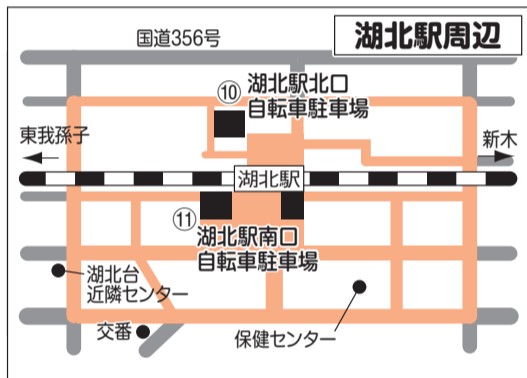 湖北駅周辺
国道356号
⑩
湖北駅北口
自転車駐車場
東我孫子
新木
湖北駅
⑪
湖北駅南口
自転車駐車場
湖北台
近隣センター
交番
保健センター